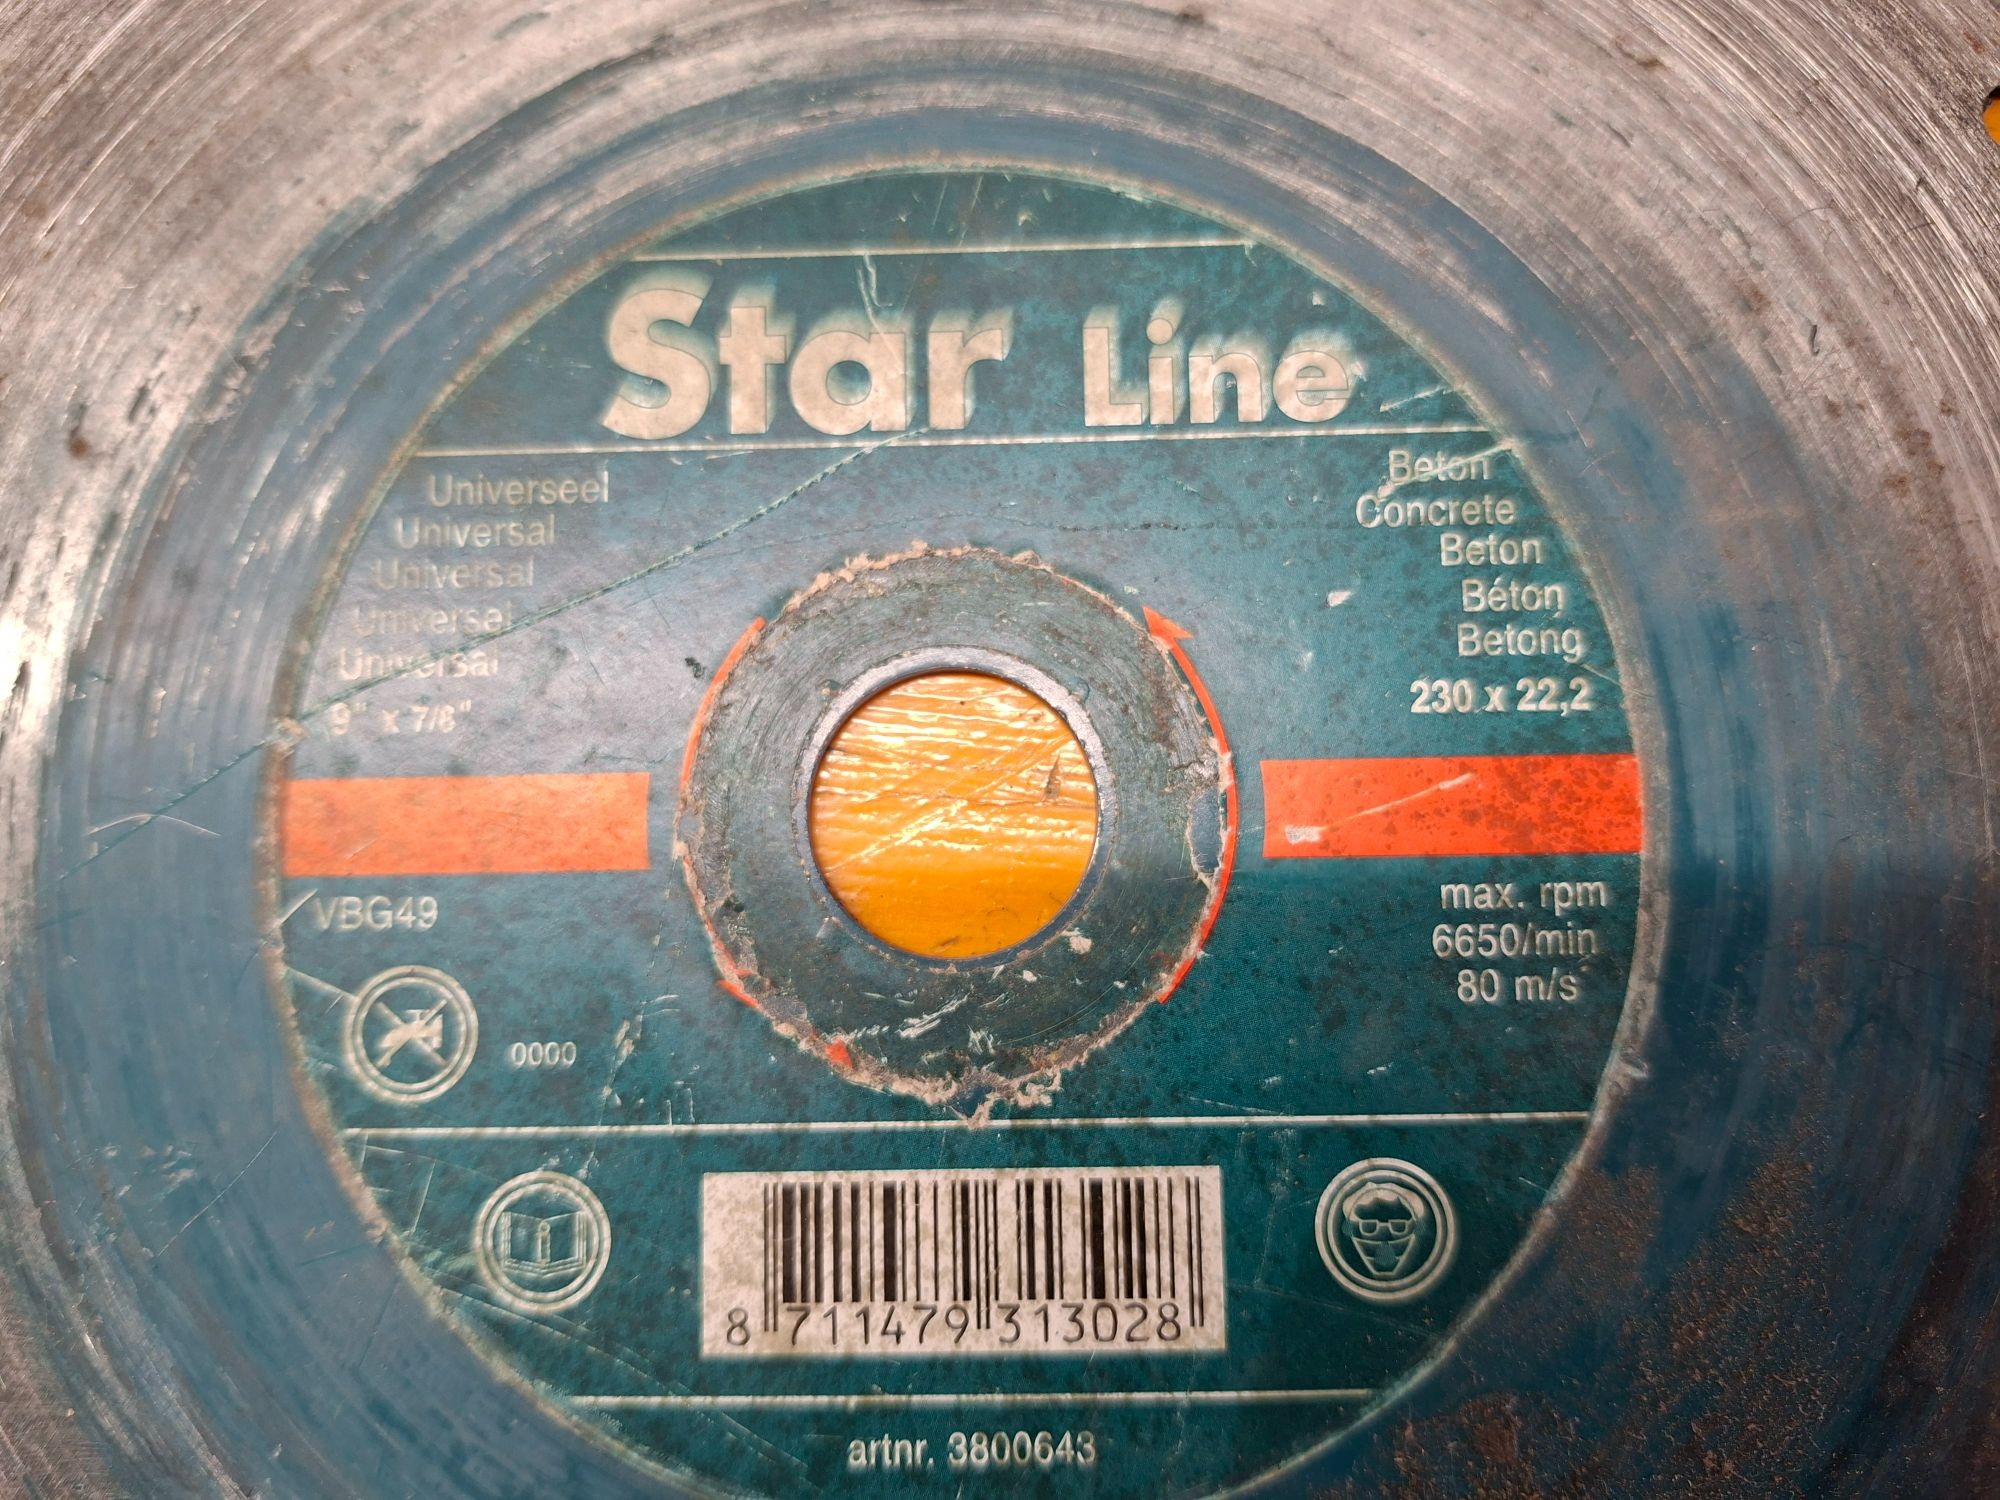 Star Line
Universeel
Universal
Universal
Universel
Universal
9" x 7/8"
Beton
Concrete
Beton
Béton
Betong
230 x 22,2
VBG49
0000
max. rpm
6650/min
80 m/s
8 711479 313028
artnr. 3800643